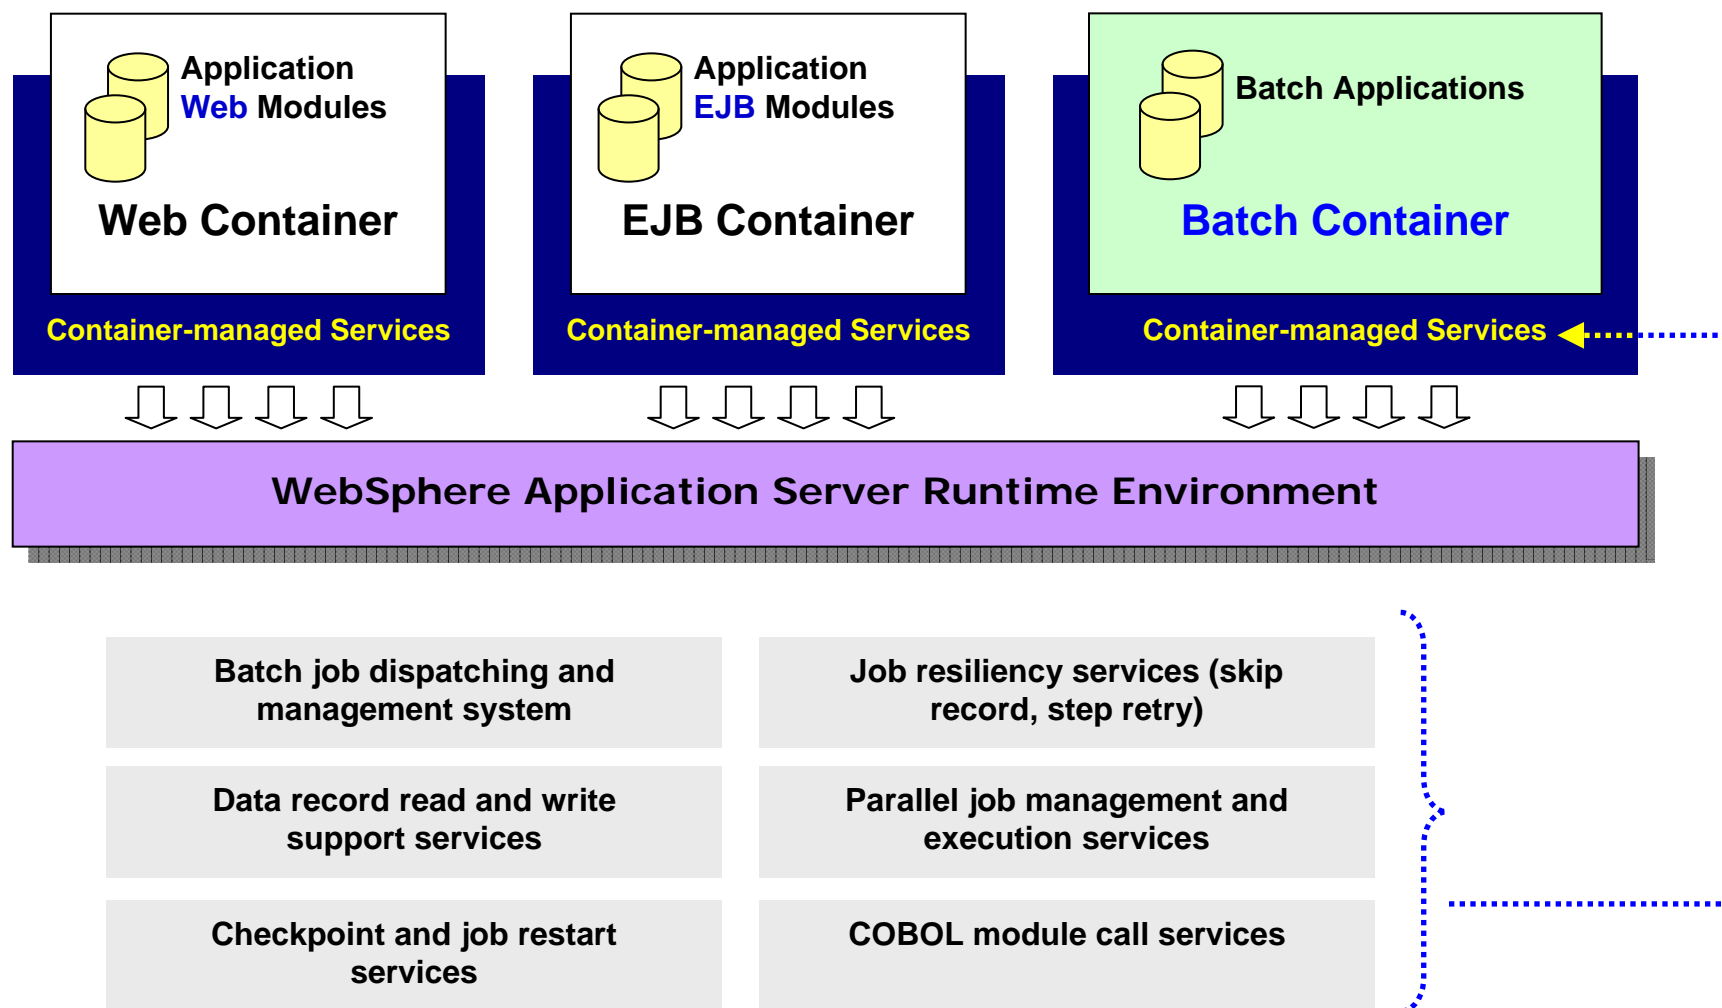 Application
Web Modules
Web Container
Container-managed Services
Application
EJB Modules
EJB Container
Container-managed Services
Batch Applications
Batch Container
Container-managed Services
WebSphere Application Server Runtime Environment
Batch job dispatching and
management system
Job resiliency services (skip
record, step retry)
Data record read and write
support services
Parallel job management and
execution services
Checkpoint and job restart
services
COBOL module call services